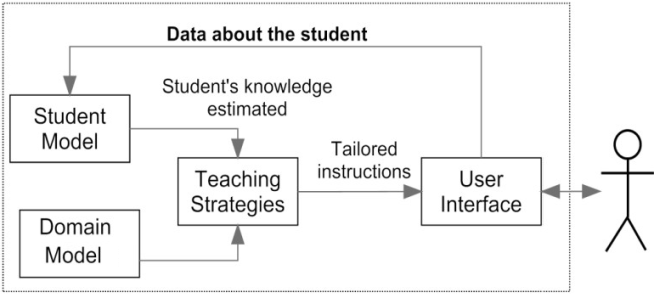 Data about the student
Student's knowledge
estimated
Student
Model
Tailored
instructions
Teaching
Strategies
User
Interface
Domain
Model